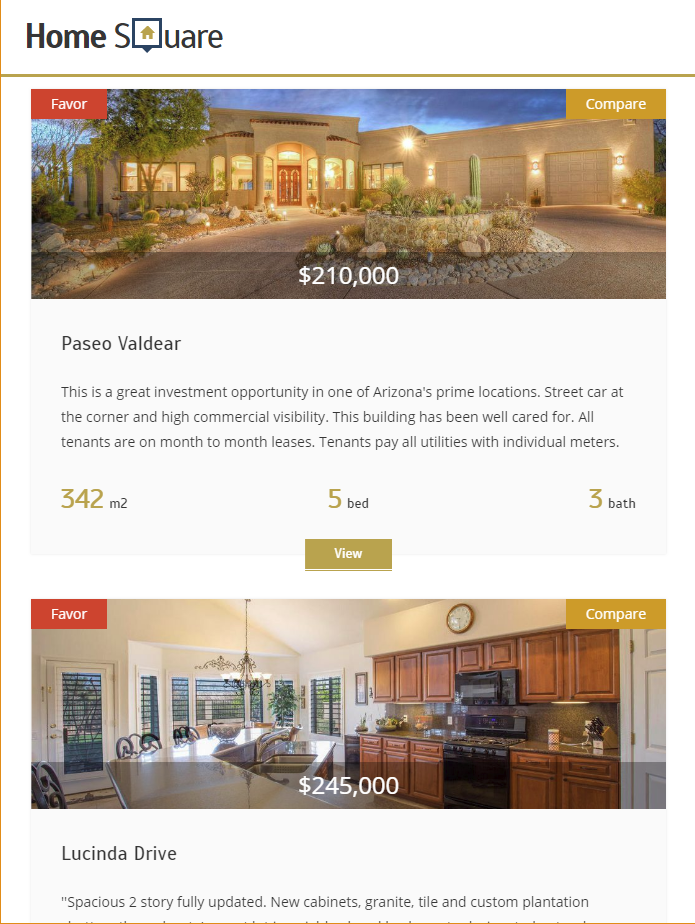 Home Square
Favor
Compare
$210,000
Paseo Valdear
This is a great investment opportunity in one of Arizona's prime locations. Street car at
the corner and high commercial visibility. This building has been well cared for. All
tenants are on month to month leases. Tenants pay all utilities with individual meters.
342 m2 5 bed 3 bath
View
Favor
Compare
$245,000
Lucinda Drive
"Spacious 2 story fully updated. New cabinets, granite, tile and custom plantation